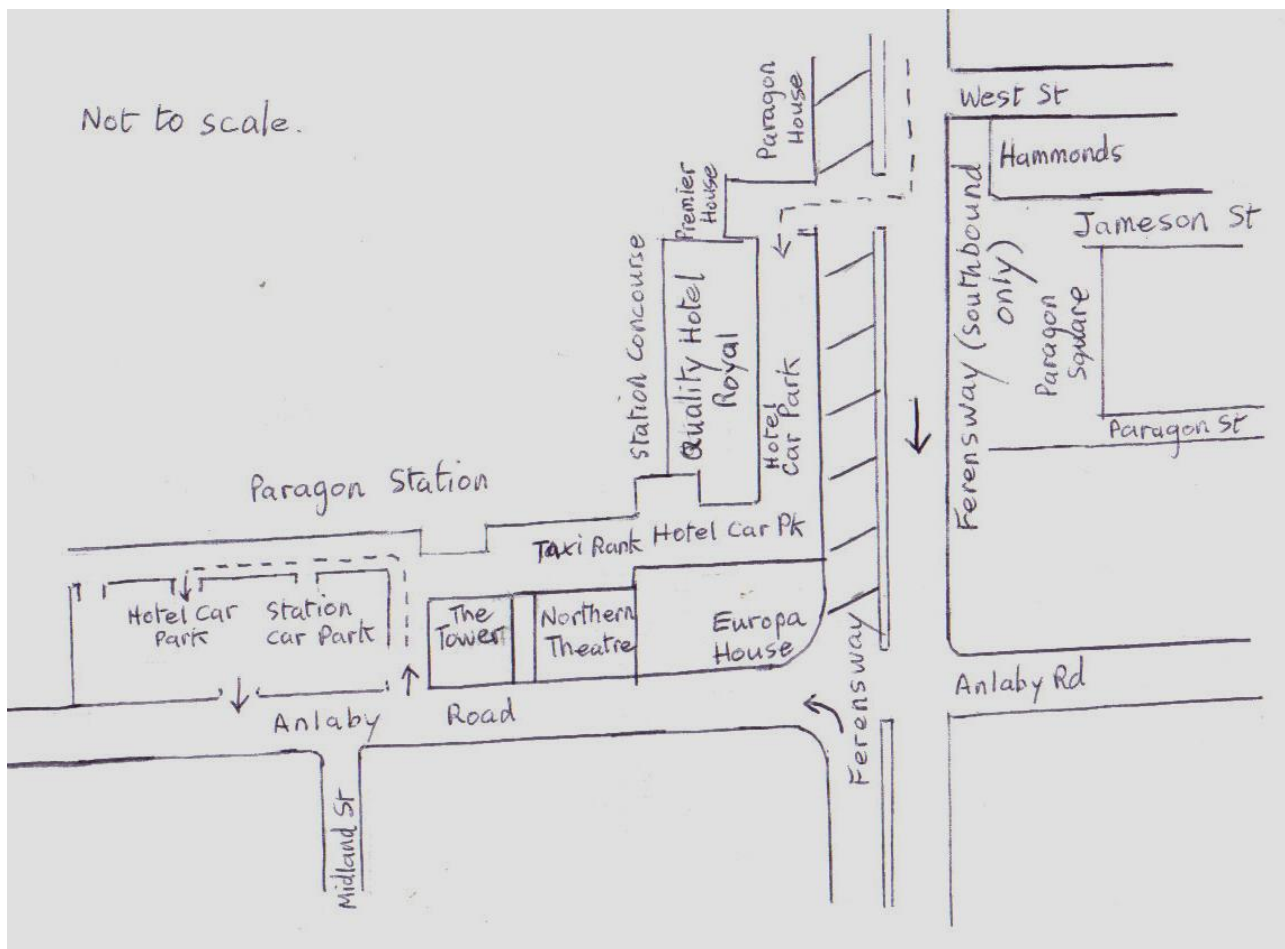 Not to scale.
Paragon
House
West St
Hammonds
Premier
House
Jameson St
Ferensway (southbound
only)
Paragon
Square
Station Concourse
Quality Hotel
Royal
Hotel
Car Park
Paragon St
Paragon Station
Taxi Rank
Hotel Car Pk
Hotel Car
Park
Station
car Park
The
Tower
Northern
Theatre
Europa
House
Ferensway
Anlaby Rd
Anlaby Road
Midland St